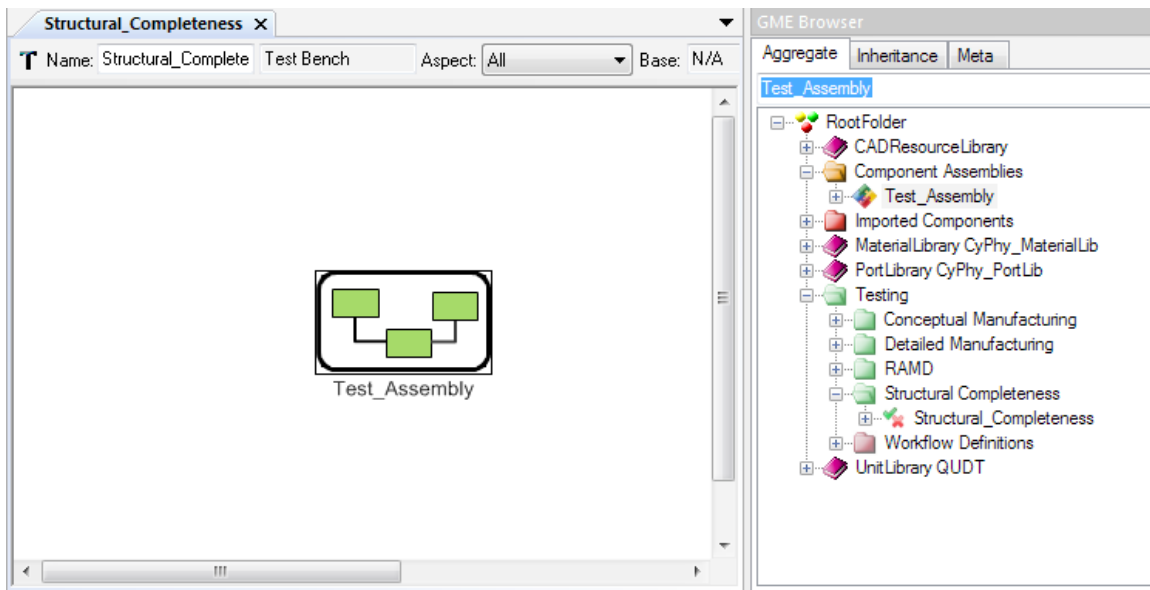 Structural_Completeness
Name: Structural_Complete Test Bench Aspect: All Base: N/A
Test_Assembly
GME Browser
Aggregate Inheritance Meta
Test_Assembly
RootFolder
CADResourceLibrary
Component Assemblies
Test_Assembly
Imported Components
MaterialLibrary CyPhy_MaterialLib
PortLibrary CyPhy_PortLib
Testing
Conceptual Manufacturing
Detailed Manufacturing
RAMD
Structural Completeness
Structural_Completeness
Workflow Definitions
UnitLibrary QUDT